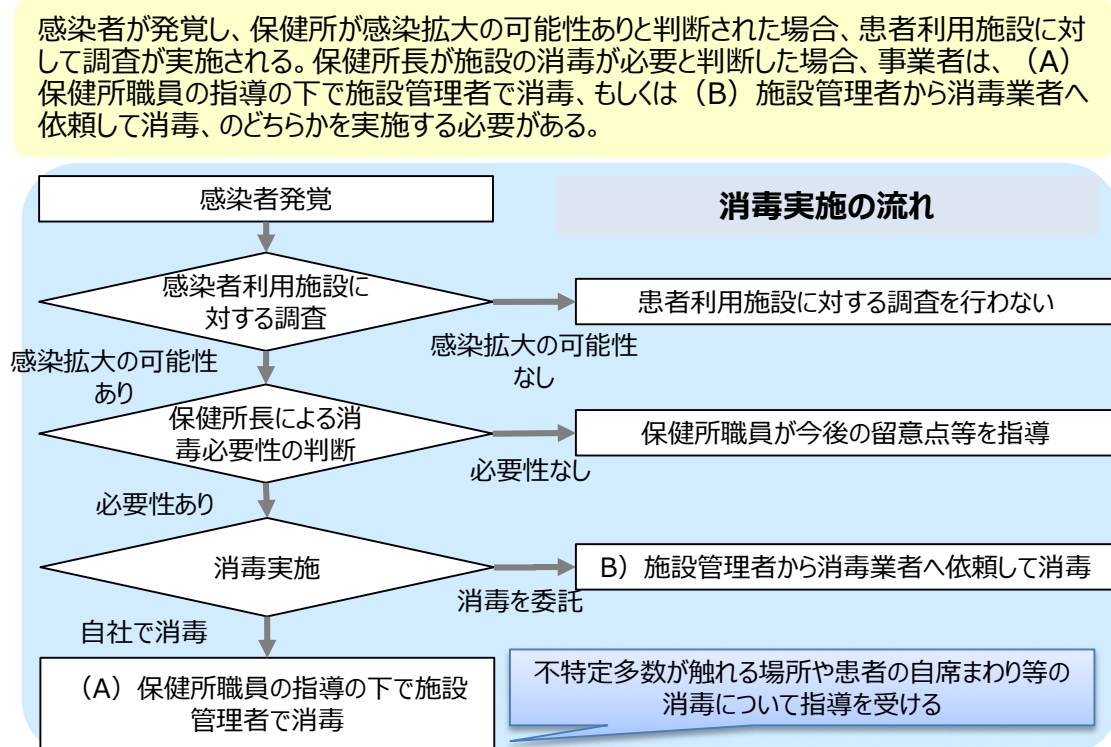 感染者が発覚し、保健所が感染拡大の可能性ありと判断された場合、患者利用施設に対
して調査が実施される。保健所長が施設の消毒が必要と判断した場合、事業者は、（A）
保健所職員の指導の下で施設管理者で消毒、もしくは（B）施設管理者から消毒業者へ
依頼して消毒、のどちらかを実施する必要がある。
感染者発覚
消毒実施の流れ
感染者利用施設に
対する調査
患者利用施設に対する調査を行わない
感染拡大の可能性
なし
感染拡大の可能性
あり
保健所長による消
毒必要性の判断
保健所職員が今後の留意点等を指導
必要性なし
必要性あり
消毒実施
B）施設管理者から消毒業者へ依頼して消毒
消毒を委託
自社で消毒
（A）保健所職員の指導の下で施設
管理者で消毒
不特定多数が触れる場所や患者の自席まわり等の
消毒について指導を受ける